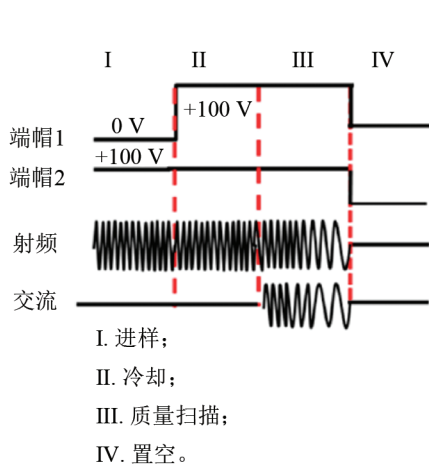 I II III IV
+100 V
0 V
端帽1
+100 V
端帽2
射频
交流
I. 进样；
II. 冷却；
III. 质量扫描；
IV. 置空。